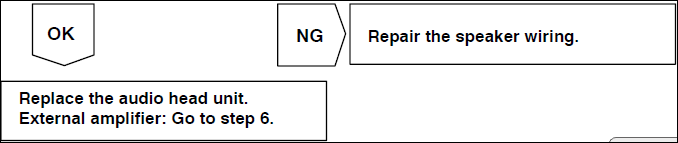 OK
NG
Repair the speaker wiring.
Replace the audio head unit.
External amplifier: Go to step 6.